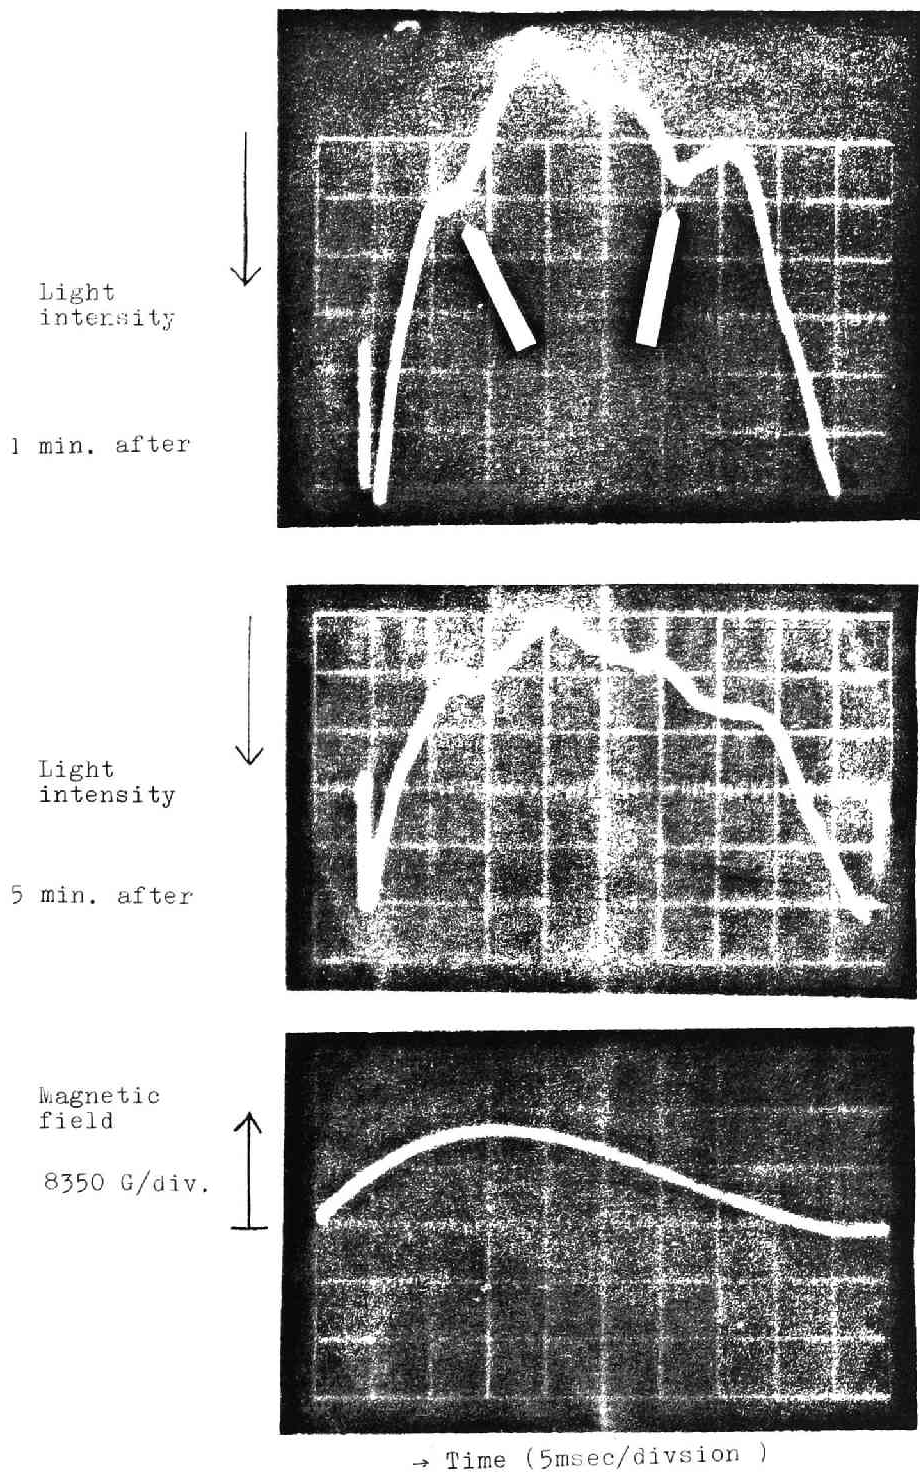 Light
intensity
1 min. after
Light
intensity
5 min. after
Magnetic
field
8350 G/div.
→ Time (5msec/divsion )